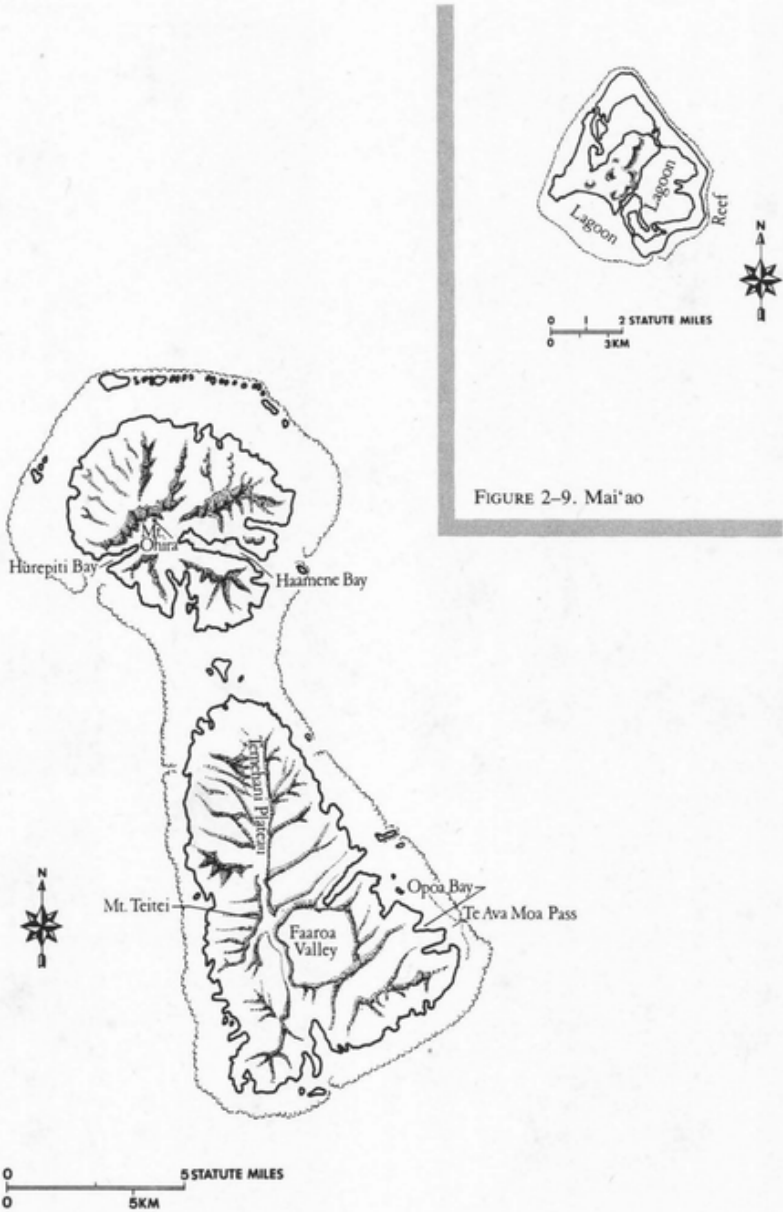 Lagoon
Lagoon
Reef
N
0 1 2 STATUTE MILES
0 3KM
FIGURE 2–9. Mai‘ao
Mt.
Ohira
Hurepiti Bay
Haamene Bay
Temehani Plateau
N
Mt. Teitei
Opoa Bay
Te Ava Moa Pass
Faaroa
Valley
0 5 STATUTE MILES
0 5KM